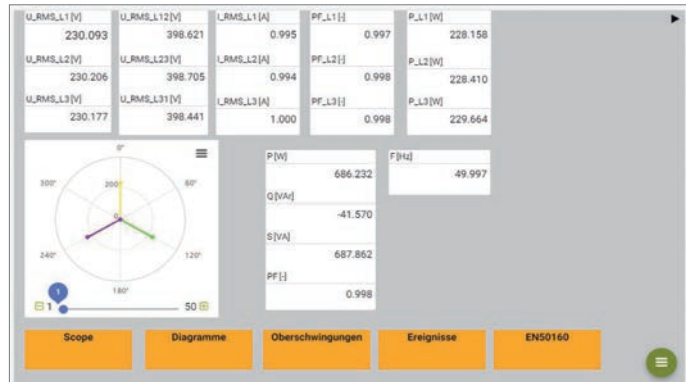 U_RMS_L1 [V] U_RMS_L12 [V] I_RMS_L1 [A] PF_L1 [-] P_L1 [W]
230.093 398.621 0.995 0.997 228.158
U_RMS_L2 [V] U_RMS_L23 [V] I_RMS_L2 [A] PF_L2 [-] P_L2 [W]
230.206 398.705 0.994 0.998 228.410
U_RMS_L3 [V] U_RMS_L31 [V] I_RMS_L3 [A] PF_L3 [-] P_L3 [W]
230.177 398.441 1.000 0.998 229.664
0°
300° 200 60°
0
240° 120°
180°
1
1 50
P [W] F [Hz]
686.232 49.997
Q [VAr]
-41.570
S [VA]
687.862
PF [-]
0.998
Scope Diagramme Oberschwingungen Ereignisse EN50160